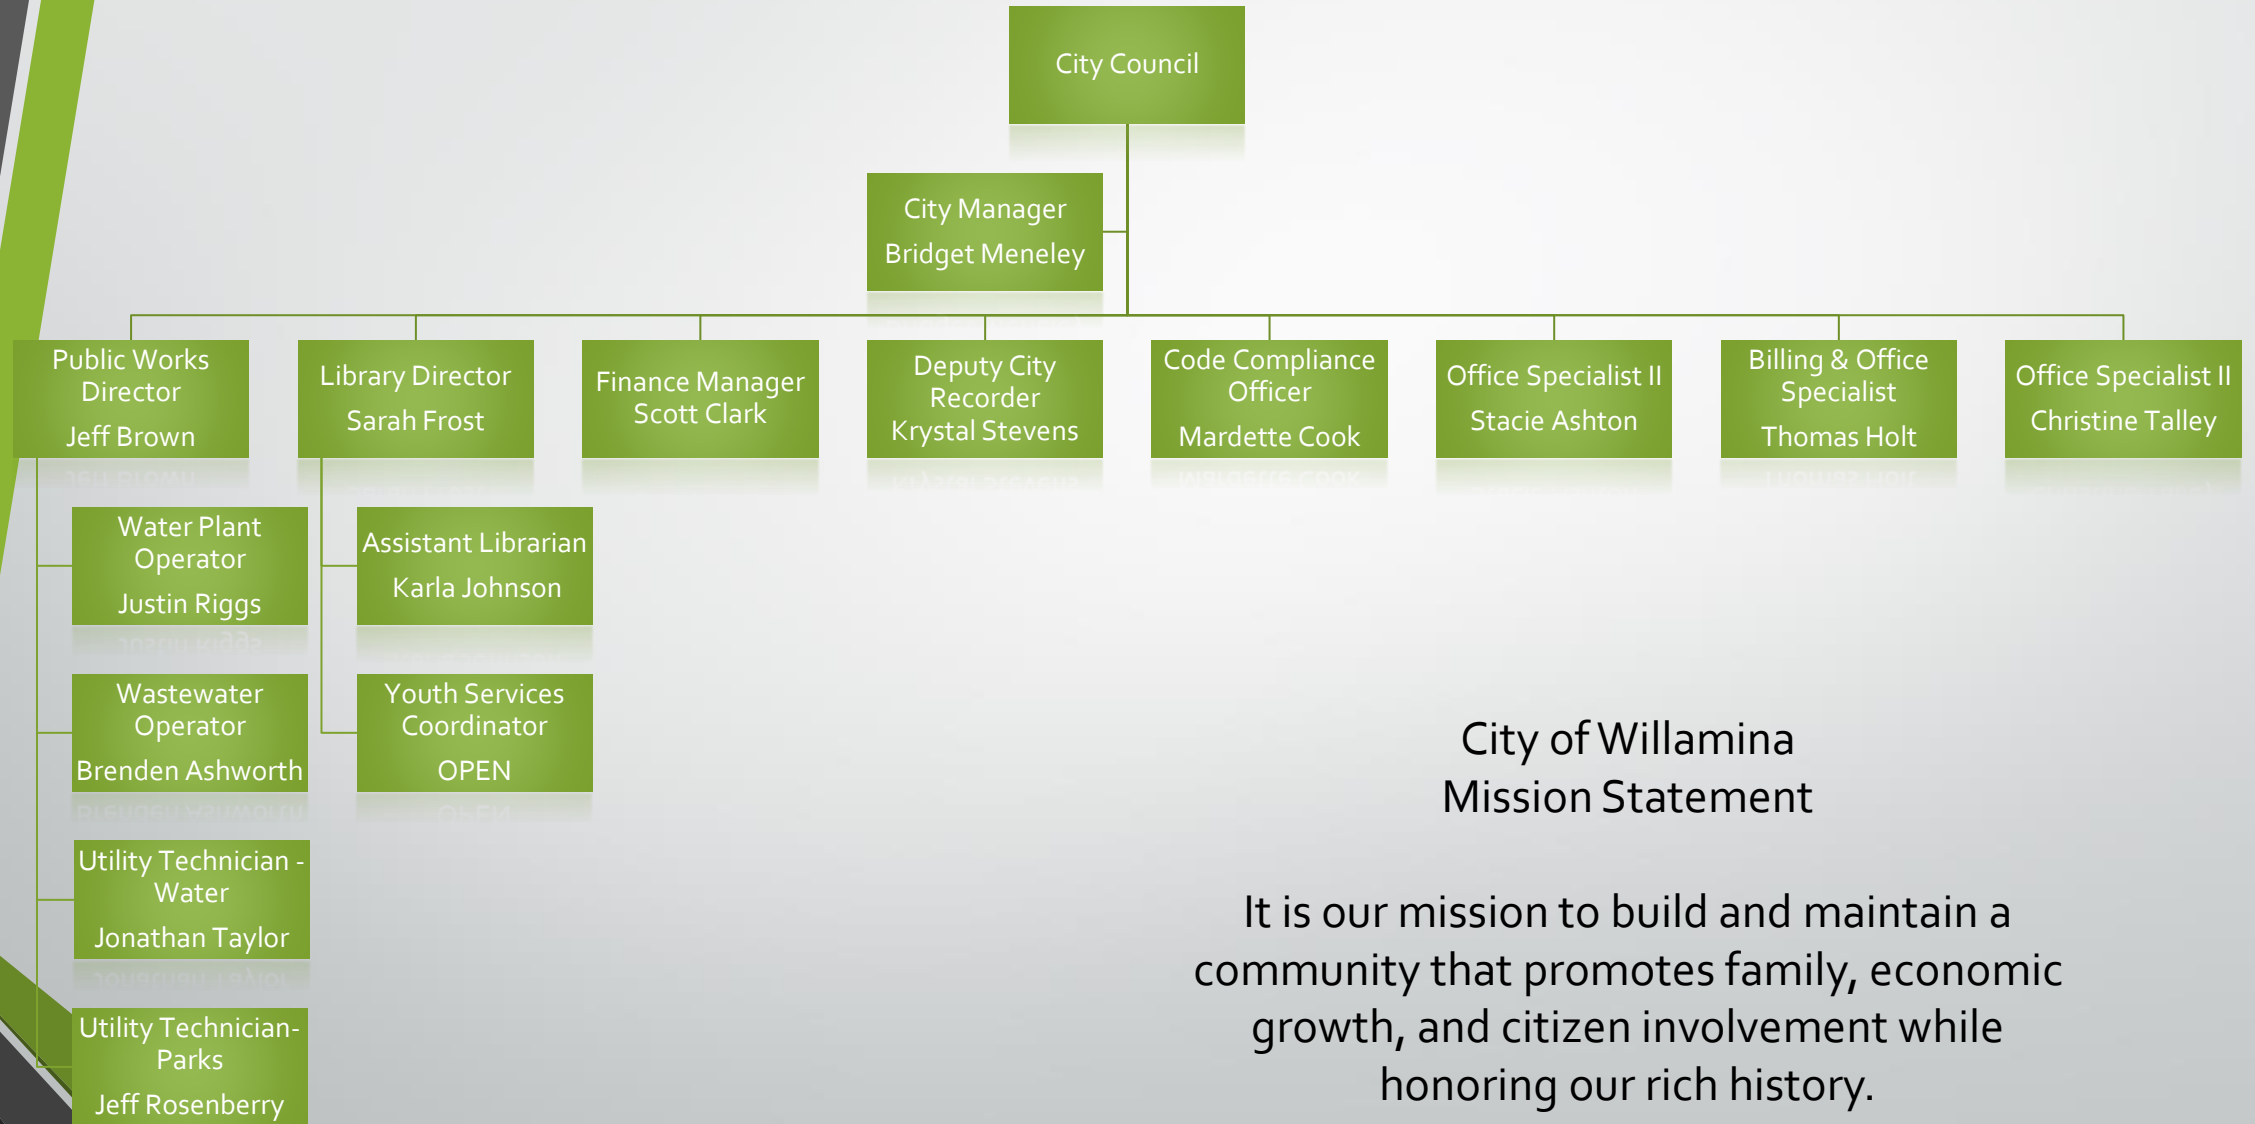 City Council
City Manager
Bridget Meneley
Public Works
Director
Jeff Brown
Library Director
Sarah Frost
Finance Manager
Scott Clark
Deputy City
Recorder
Krystal Stevens
Code Compliance
Officer
Mardette Cook
Office Specialist II
Stacie Ashton
Billing & Office
Specialist
Thomas Holt
Office Specialist II
Christine Talley
Water Plant
Operator
Justin Riggs
Assistant Librarian
Karla Johnson
Wastewater
Operator
Brenden Ashworth
Youth Services
Coordinator
OPEN
Utility Technician -
Water
Jonathan Taylor
Utility Technician-
Parks
Jeff Rosenberry
City of Willamina
Mission Statement
It is our mission to build and maintain a
community that promotes family, economic
growth, and citizen involvement while
honoring our rich history.